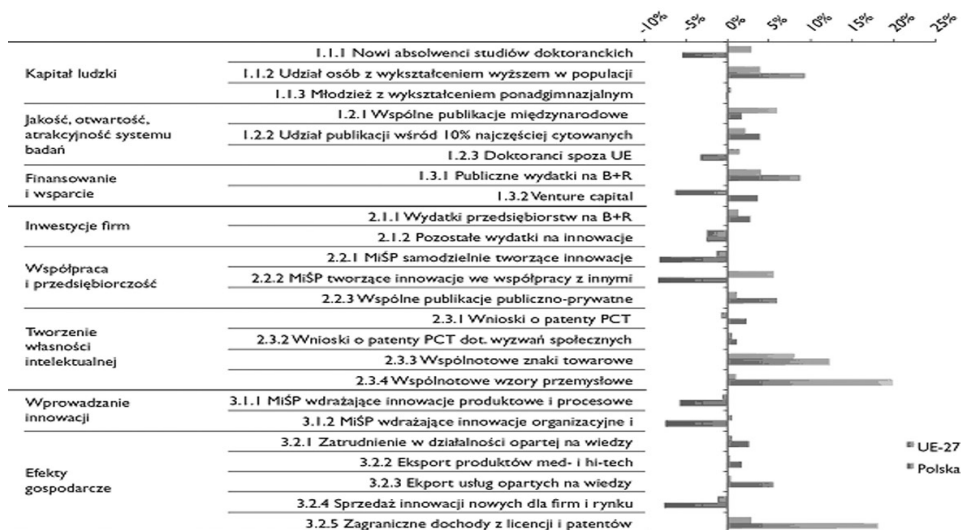 -10% -5% 0% 5% 10% 15% 20% 25%
Kapitał ludzki
1.1.1 Nowi absolwenci studiów doktoranckich
1.1.2 Udział osób z wykształceniem wyższem w populacji
1.1.3 Młodzież z wykształceniem ponadgimnazjalnym
Jakość, otwartość,
atrakcyjność systemu
badań
1.2.1 Wspólne publikacje międzynarodowe
1.2.2 Udział publikacji wśród 10% najczęściej cytowanych
1.2.3 Doktoranci spoza UE
Finansowanie
i wsparcie
1.3.1 Publiczne wydatki na B+R
1.3.2 Venture capital
Inwestycje firm
2.1.1 Wydatki przedsiębiorstw na B+R
2.1.2 Pozostałe wydatki na innowacje
Współpraca
i przedsiębiorczość
2.2.1 MiŚP samodzielnie tworzące innowacje
2.2.2 MiŚP tworzące innowacje we współpracy z innymi
2.2.3 Wspólne publikacje publiczno-prywatne
Tworzenie
własności
intelektualnej
2.3.1 Wnioski o patenty PCT
2.3.2 Wnioski o patenty PCT dot. wyzwań społecznych
2.3.3 Wspólnotowe znaki towarowe
2.3.4 Wspólnotowe wzory przemysłowe
Wprowadzanie
innowacji
3.1.1 MiŚP wdrażające innowacje produktowe i procesowe
3.1.2 MiŚP wdrażające innowacje organizacyjne i
Efekty
gospodarcze
3.2.1 Zatrudnienie w działalności opartej na wiedzy
3.2.2 Eksport produktów med- i hi-tech
3.2.3 Ekport usług opartych na wiedzy
3.2.4 Sprzedaż innowacji nowych dla firm i rynku
3.2.5 Zagraniczne dochody z licencji i patentów
UE-27
Polska